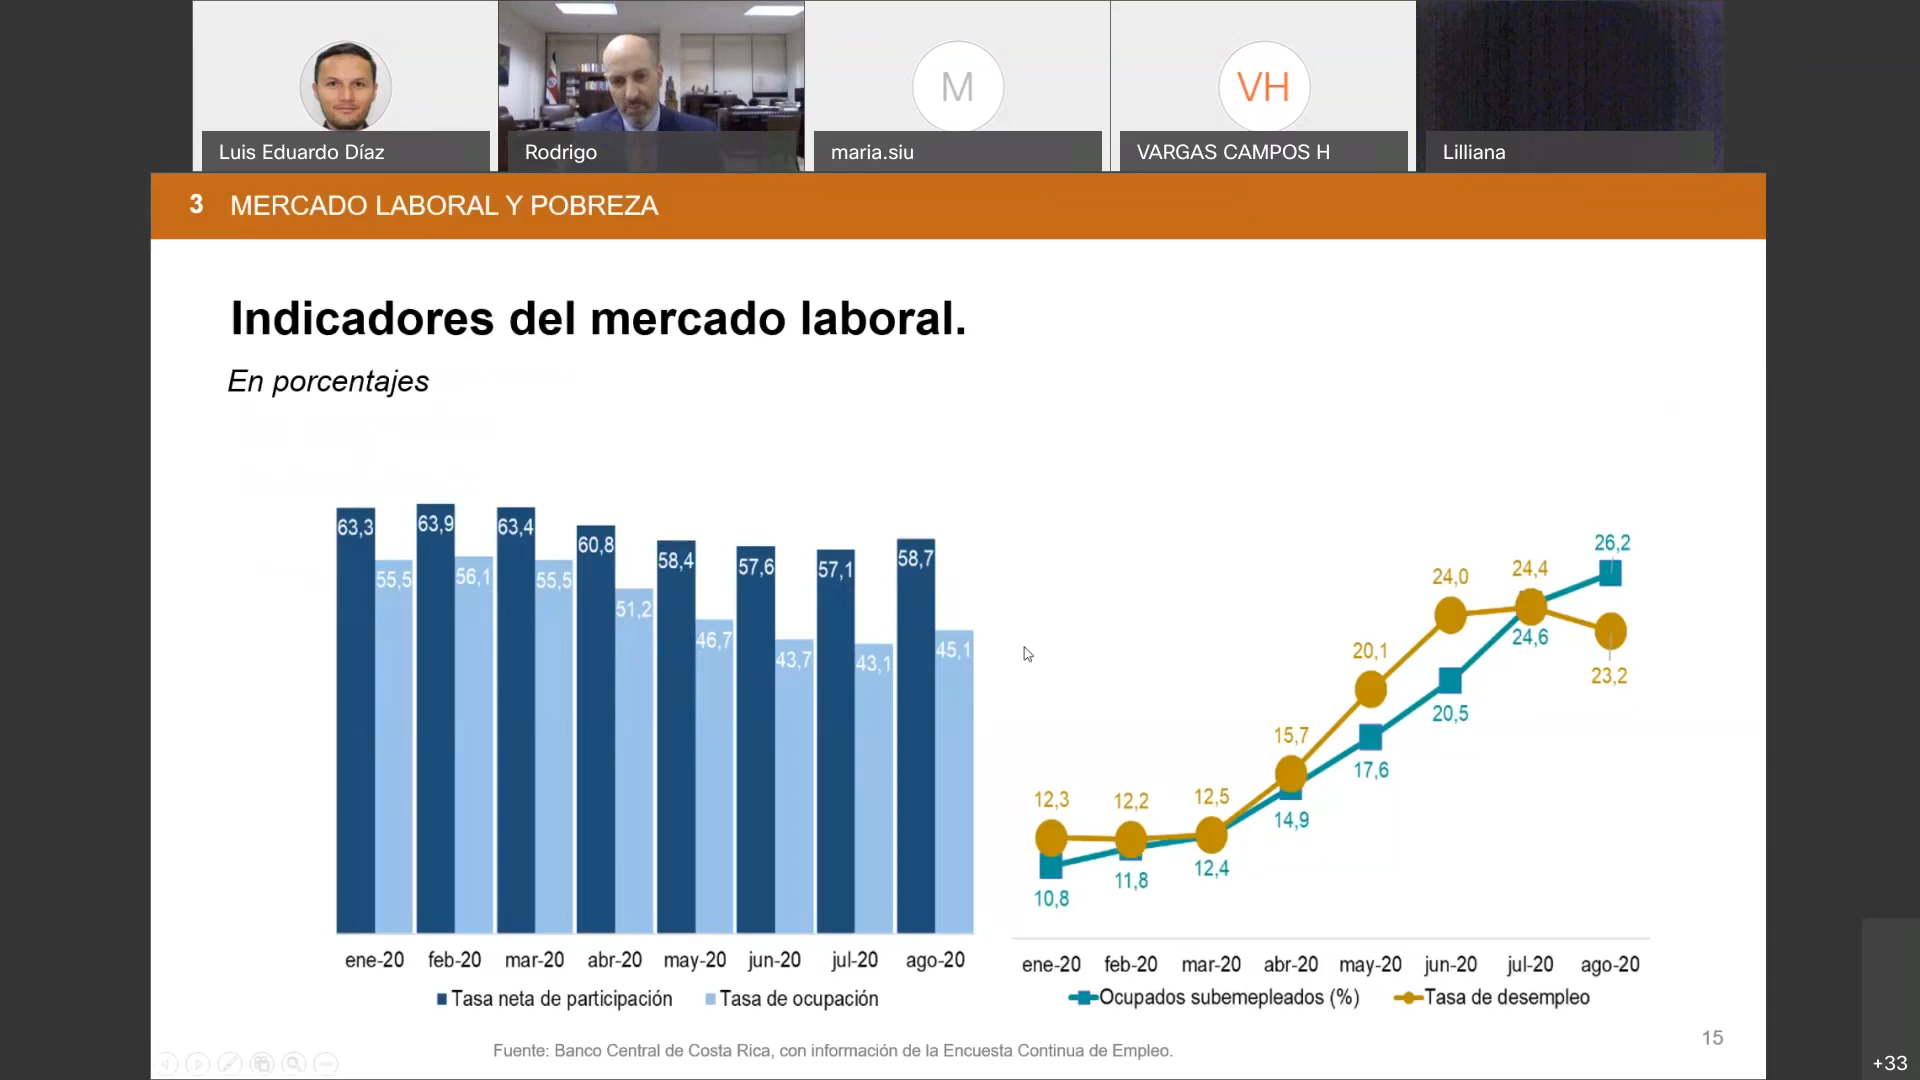 M
VH
Luis Eduardo Díaz
Rodrigo
maria.siu
VARGAS CAMPOS H
Lilliana
3 MERCADO LABORAL Y POBREZA
Indicadores del mercado laboral.
En porcentajes
63,3 55,5 63,9 56,1 63,4 55,5 60,8 51,2 58,4 46,7 57,6 43,7 57,1 43,1 58,7 45,1
ene-20 feb-20 mar-20 abr-20 may-20 jun-20 jul-20 ago-20
Tasa neta de participación Tasa de ocupación
12,3 12,2 12,5 15,7 20,1 24,0 24,4 23,2
10,8 11,8 12,4 14,9 17,6 20,5 24,6 26,2
ene-20 feb-20 mar-20 abr-20 may-20 jun-20 jul-20 ago-20
Ocupados subemepleados (%) Tasa de desempleo
15
Fuente: Banco Central de Costa Rica, con información de la Encuesta Continua de Empleo.
+33